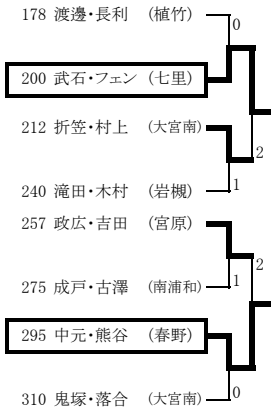 178 渡邊・長利 (植竹)
0
200 武石・フェン (七里)
212 折笠・村上 (大宮南)
2
1
240 滝田・木村 (岩槻)
257 政広・吉田 (宮原)
2
1
275 成戸・古澤 (南浦和)
295 中元・熊谷 (春野)
0
310 鬼塚・落合 (大宮南)